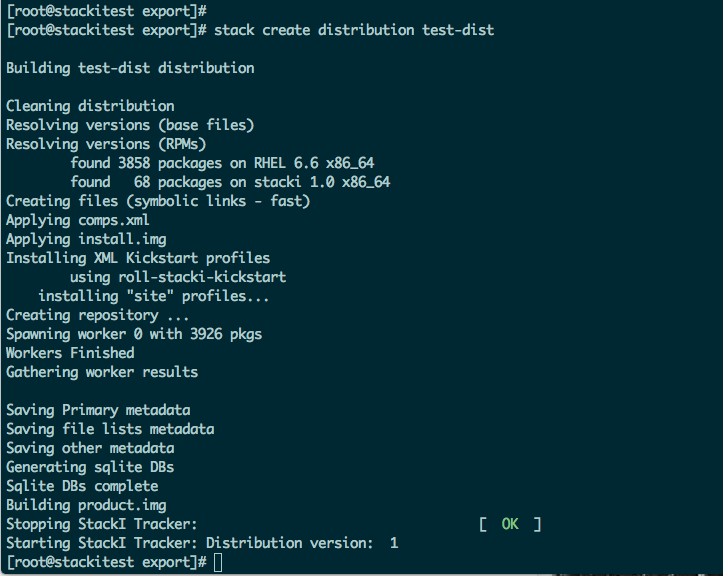 [root@stackitest export]#
[root@stackitest export]# stack create distribution test-dist
Building test-dist distribution
Cleaning distribution
Resolving versions (base files)
Resolving versions (RPMs)
found 3858 packages on RHEL 6.6 x86_64
found   68 packages on stacki 1.0 x86_64
Creating files (symbolic links - fast)
Applying comps.xml
Applying install.img
Installing XML Kickstart profiles
using roll-stacki-kickstart
installing "site" profiles...
Creating repository ...
Spawning worker 0 with 3926 pkgs
Workers Finished
Gathering worker results
Saving Primary metadata
Saving file lists metadata
Saving other metadata
Generating sqlite DBs
Sqlite DBs complete
Building product.img
Stopping StackI Tracker:                                   [  OK  ]
Starting StackI Tracker: Distribution version:  1
[root@stackitest export]#